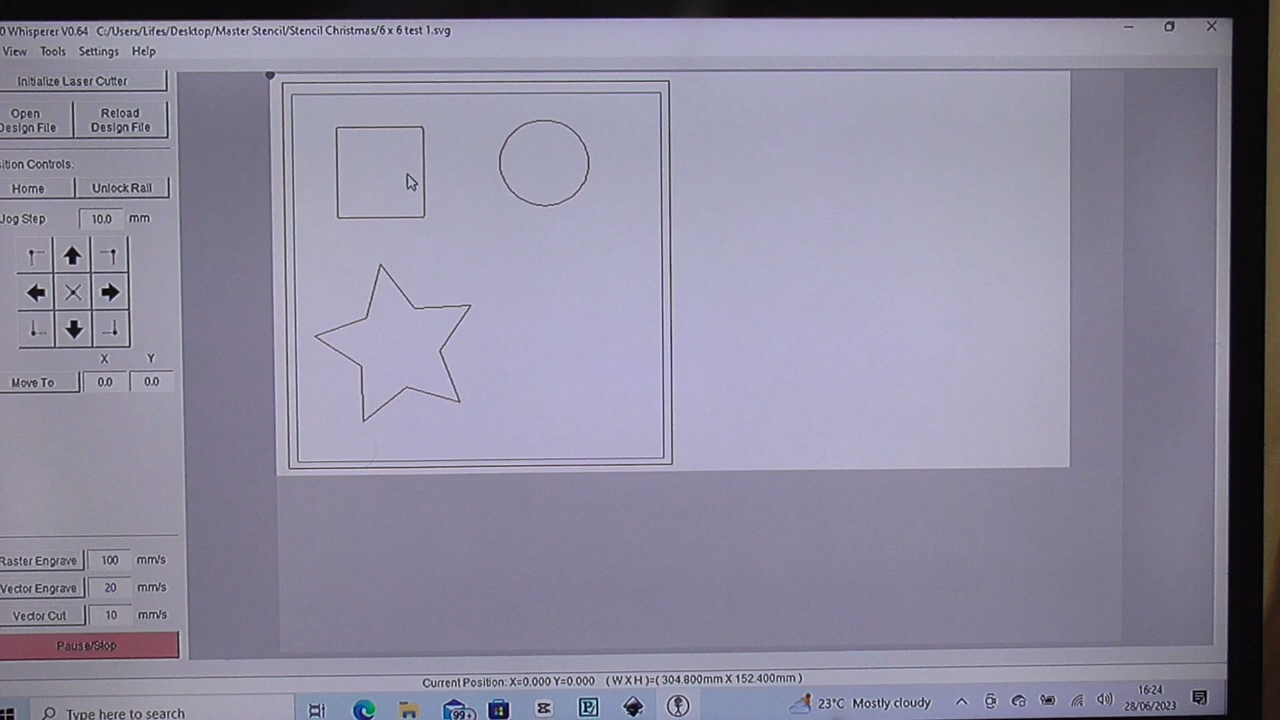 0 Whisperer V0.64 C:/Users/Lifes/Desktop/Master Stencil/Stencil Christmas/6 x 6 test 1.svg
View Tools Settings Help
Initialize Laser Cutter
Open Reload
Design File Design File
sition Controls:
Home Unlock Rail
Jog Step 10.0 mm
X Y
Move To 0.0 0.0
Raster Engrave 100 mm/s
Vector Engrave 20 mm/s
Vector Cut 10 mm/s
Pause/Stop
Current Position: X=0.000 Y=0.000 ( W X H )=( 304.800mm X 152.400mm )
Type here to search 99+ 23°C Mostly cloudy 16:24
28/06/2023